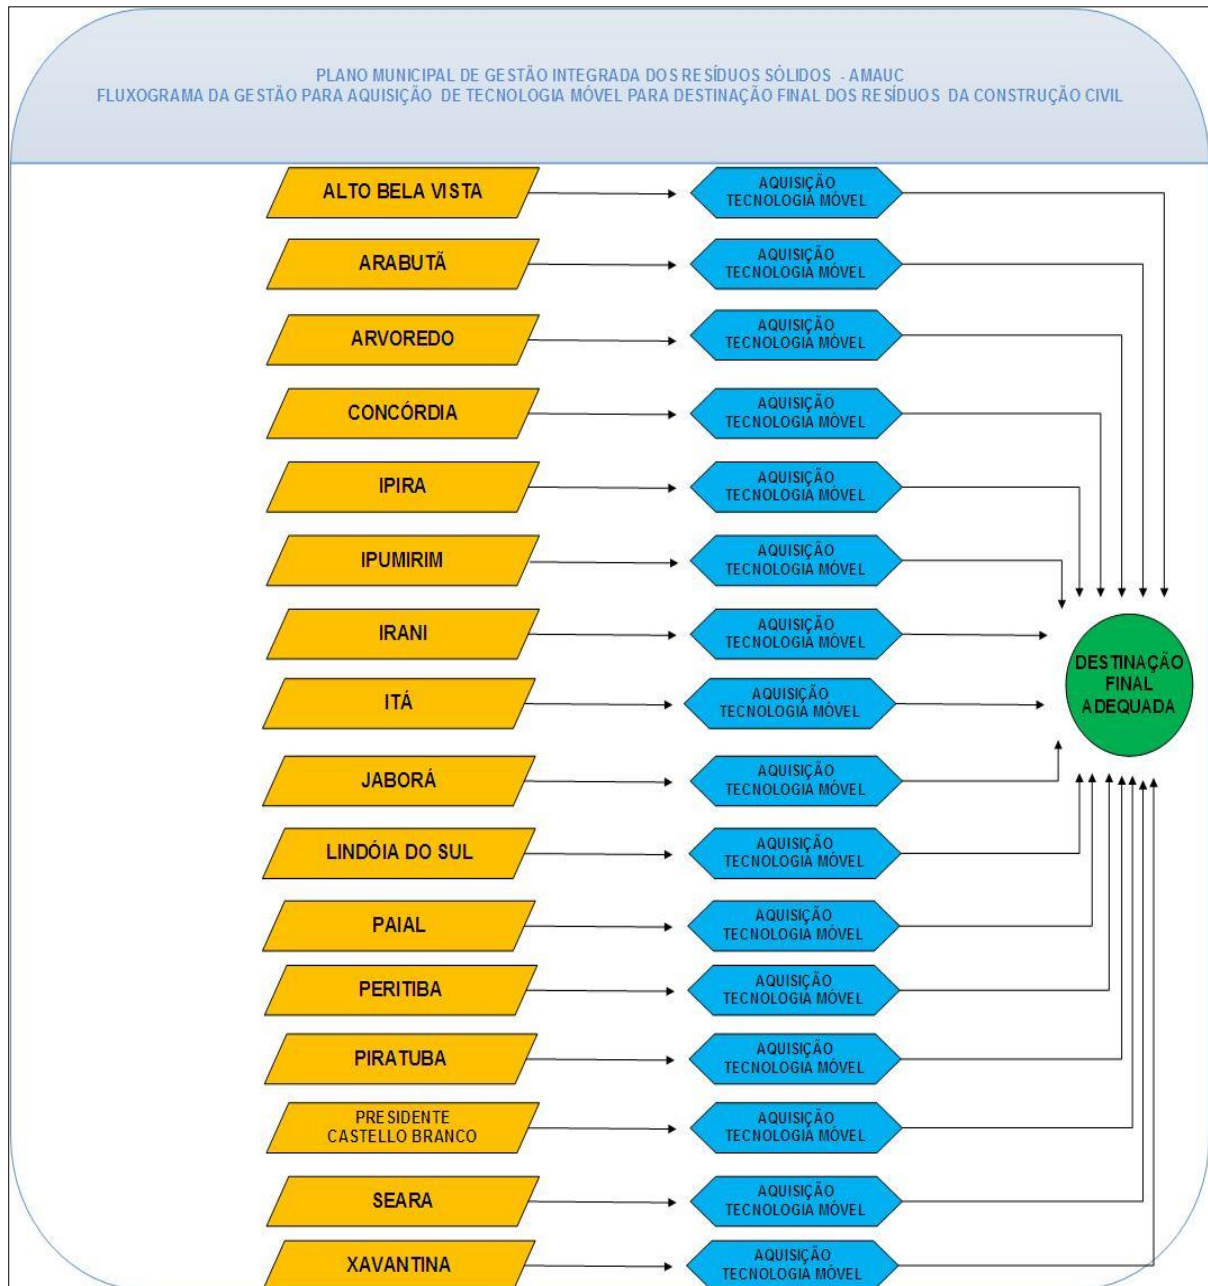 PLANO MUNICIPAL DE GESTÃO INTEGRADA DOS RESÍDUOS SÓLIDOS - AMAUC
FLUXOGRAMA DA GESTÃO PARA AQUISIÇÃO DE TECNOLOGIA MÓVEL PARA DESTINAÇÃO FINAL DOS RESÍDUOS DA CONSTRUÇÃO CIVIL
ALTO BELA VISTA
AQUISIÇÃO
TECNOLOGIA MÓVEL
ARABUTÃ
AQUISIÇÃO
TECNOLOGIA MÓVEL
ARVOREDO
AQUISIÇÃO
TECNOLOGIA MÓVEL
CONCÓRDIA
AQUISIÇÃO
TECNOLOGIA MÓVEL
IPIRA
AQUISIÇÃO
TECNOLOGIA MÓVEL
IPUMIRIM
AQUISIÇÃO
TECNOLOGIA MÓVEL
IRANI
AQUISIÇÃO
TECNOLOGIA MÓVEL
ITÁ
AQUISIÇÃO
TECNOLOGIA MÓVEL
JABORÁ
AQUISIÇÃO
TECNOLOGIA MÓVEL
LINDÓIA DO SUL
AQUISIÇÃO
TECNOLOGIA MÓVEL
PAIAL
AQUISIÇÃO
TECNOLOGIA MÓVEL
PERITIBA
AQUISIÇÃO
TECNOLOGIA MÓVEL
PIRATUBA
AQUISIÇÃO
TECNOLOGIA MÓVEL
PRESIDENTE
CASTELLO BRANCO
AQUISIÇÃO
TECNOLOGIA MÓVEL
SEARA
AQUISIÇÃO
TECNOLOGIA MÓVEL
XAVANTINA
AQUISIÇÃO
TECNOLOGIA MÓVEL
DESTINAÇÃO
FINAL
ADEQUADA